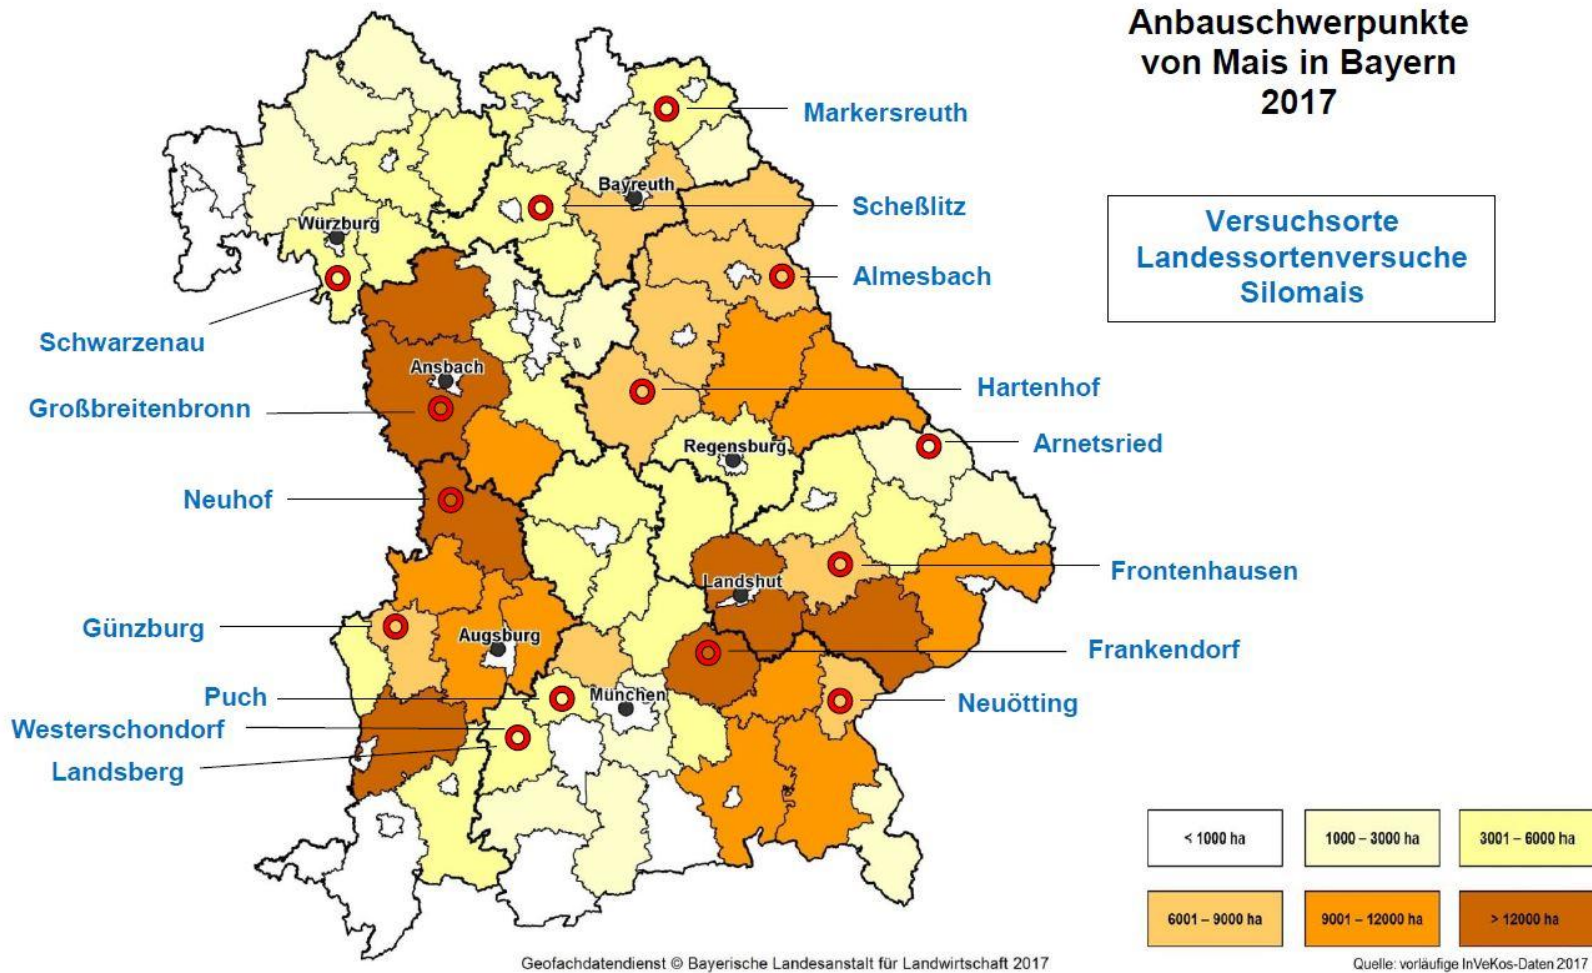 Anbauschwerpunkte
von Mais in Bayern
2017
Versuchsorte
Landessortenversuche
Silomais
Markersreuth
Bayreuth
Scheßlitz
Würzburg
Almesbach
Schwarzenau
Ansbach
Hartenhof
Großbreitenbronn
Regensburg
Arnetsried
Neuhof
Landshut
Frontenhausen
Günzburg
Augsburg
Frankendorf
Puch
München
Neuötting
Westerschondorf
Landsberg
< 1000 ha
1000 – 3000 ha
3001 – 6000 ha
6001 – 9000 ha
9001 – 12000 ha
> 12000 ha
Geofachdatendienst © Bayerische Landesanstalt für Landwirtschaft 2017
Quelle: vorläufige InVeKos-Daten 2017